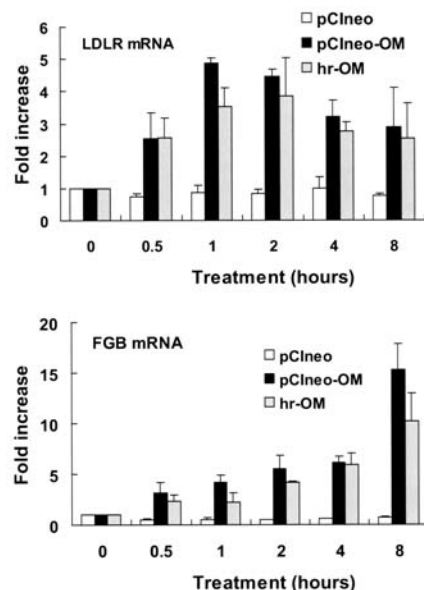 LDLR mRNA
pCIneo
pCIneo-OM
hr-OM
Fold increase
6
5
4
3
2
1
0
0 0.5 1 2 4 8
Treatment (hours)
FGB mRNA
pCIneo
pCIneo-OM
hr-OM
Fold increase
20
15
10
5
0
0 0.5 1 2 4 8
Treatment (hours)